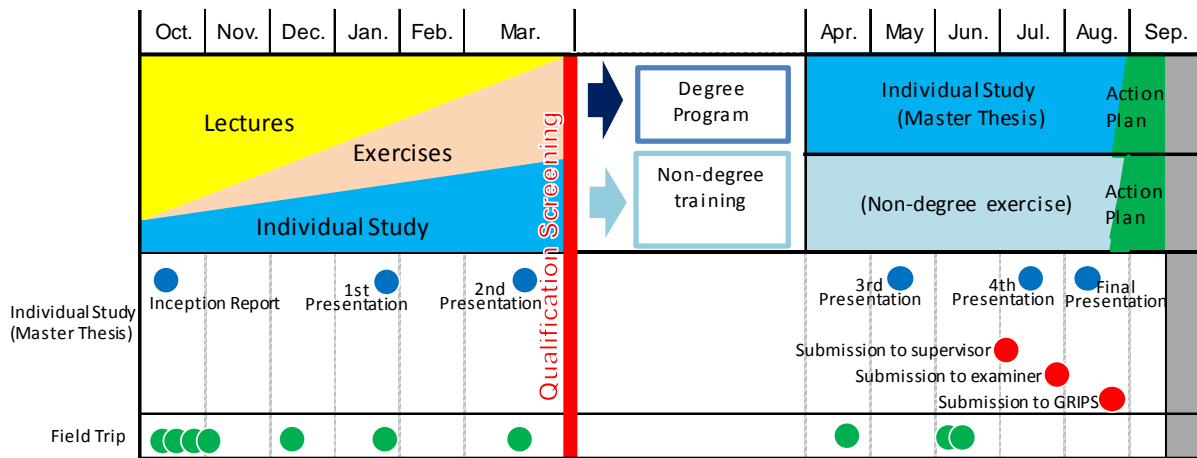 Oct.
Nov.
Dec.
Jan.
Feb.
Mar.
Apr.
May
Jun.
Jul.
Aug.
Sep.
Lectures
Exercises
Individual Study
Qualification Screening
Degree
Program
Non-degree
training
Individual Study
(Master Thesis)
Action
Plan
(Non-degree exercise)
Action
Plan
Individual Study
(Master Thesis)
Inception Report
1st
Presentation
2nd
Presentation
3rd
Presentation
4th
Presentation
Final
Presentation
Submission to supervisor
Submission to examiner
Submission to GRIPS
Field Trip